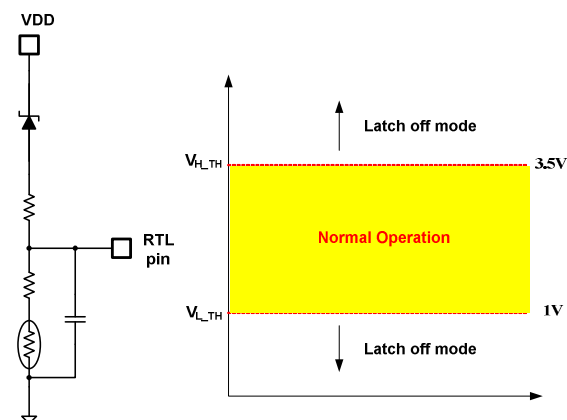 VDD
RTL
pin
Latch off mode
VH_TH
3.5V
Normal Operation
VL_TH
1V
Latch off mode